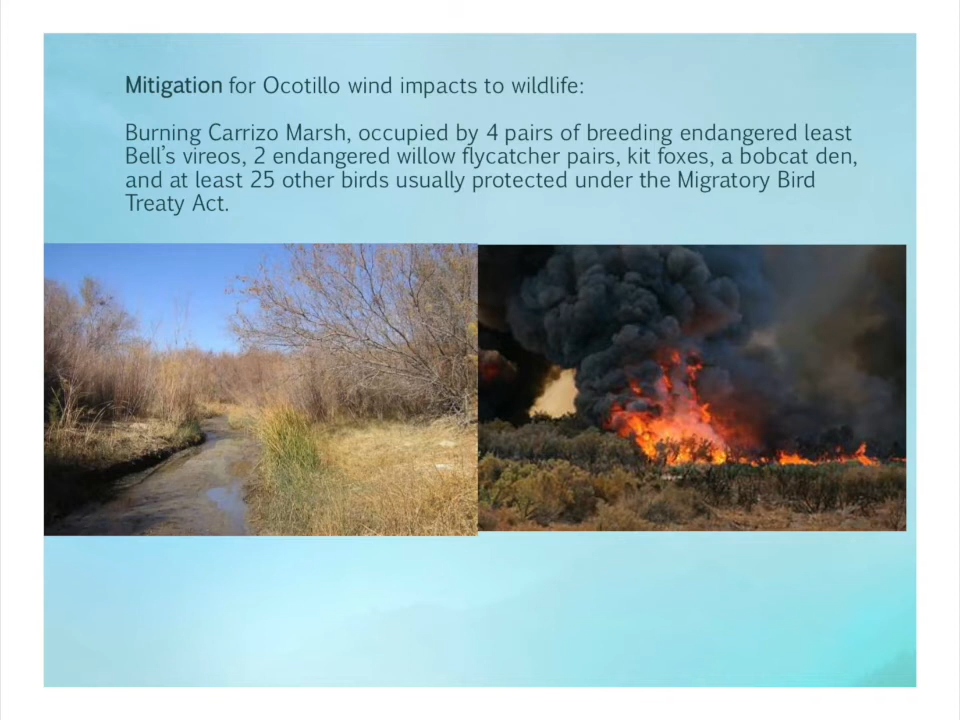 Mitigation for Ocotillo wind impacts to wildlife:
Burning Carrizo Marsh, occupied by 4 pairs of breeding endangered least
Bell’s vireos, 2 endangered willow flycatcher pairs, kit foxes, a bobcat den,
and at least 25 other birds usually protected under the Migratory Bird
Treaty Act.